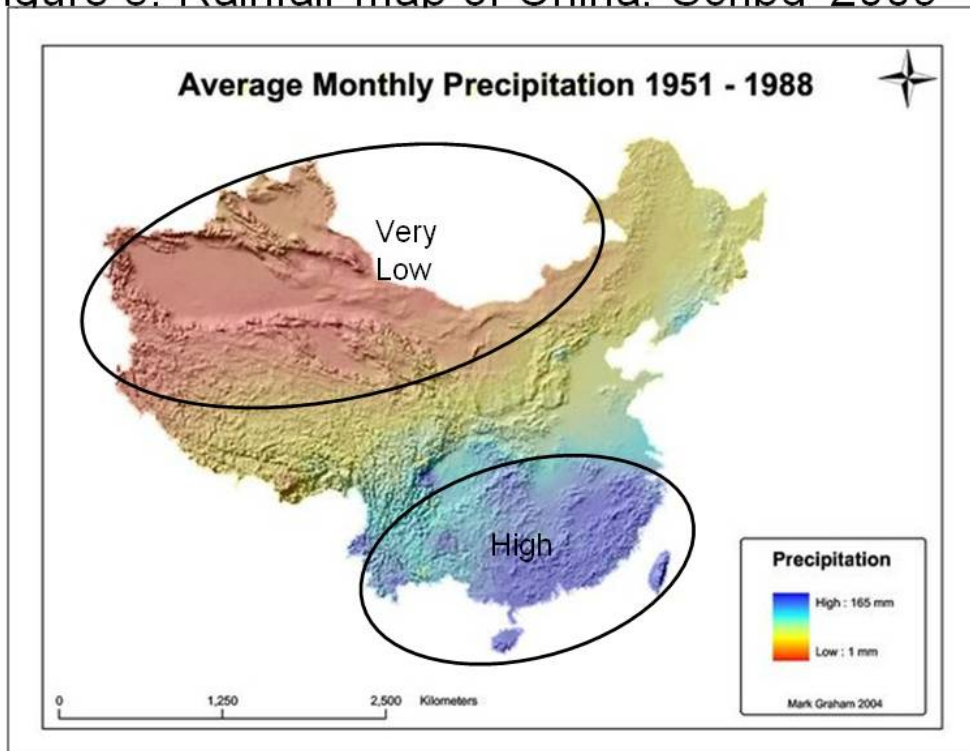 Average Monthly Precipitation 1951 - 1988
Very
Low
High
Precipitation
High : 165 mm
Low : 1 mm
Mark Graham 2004
0 1,250 2,500 Kilometers